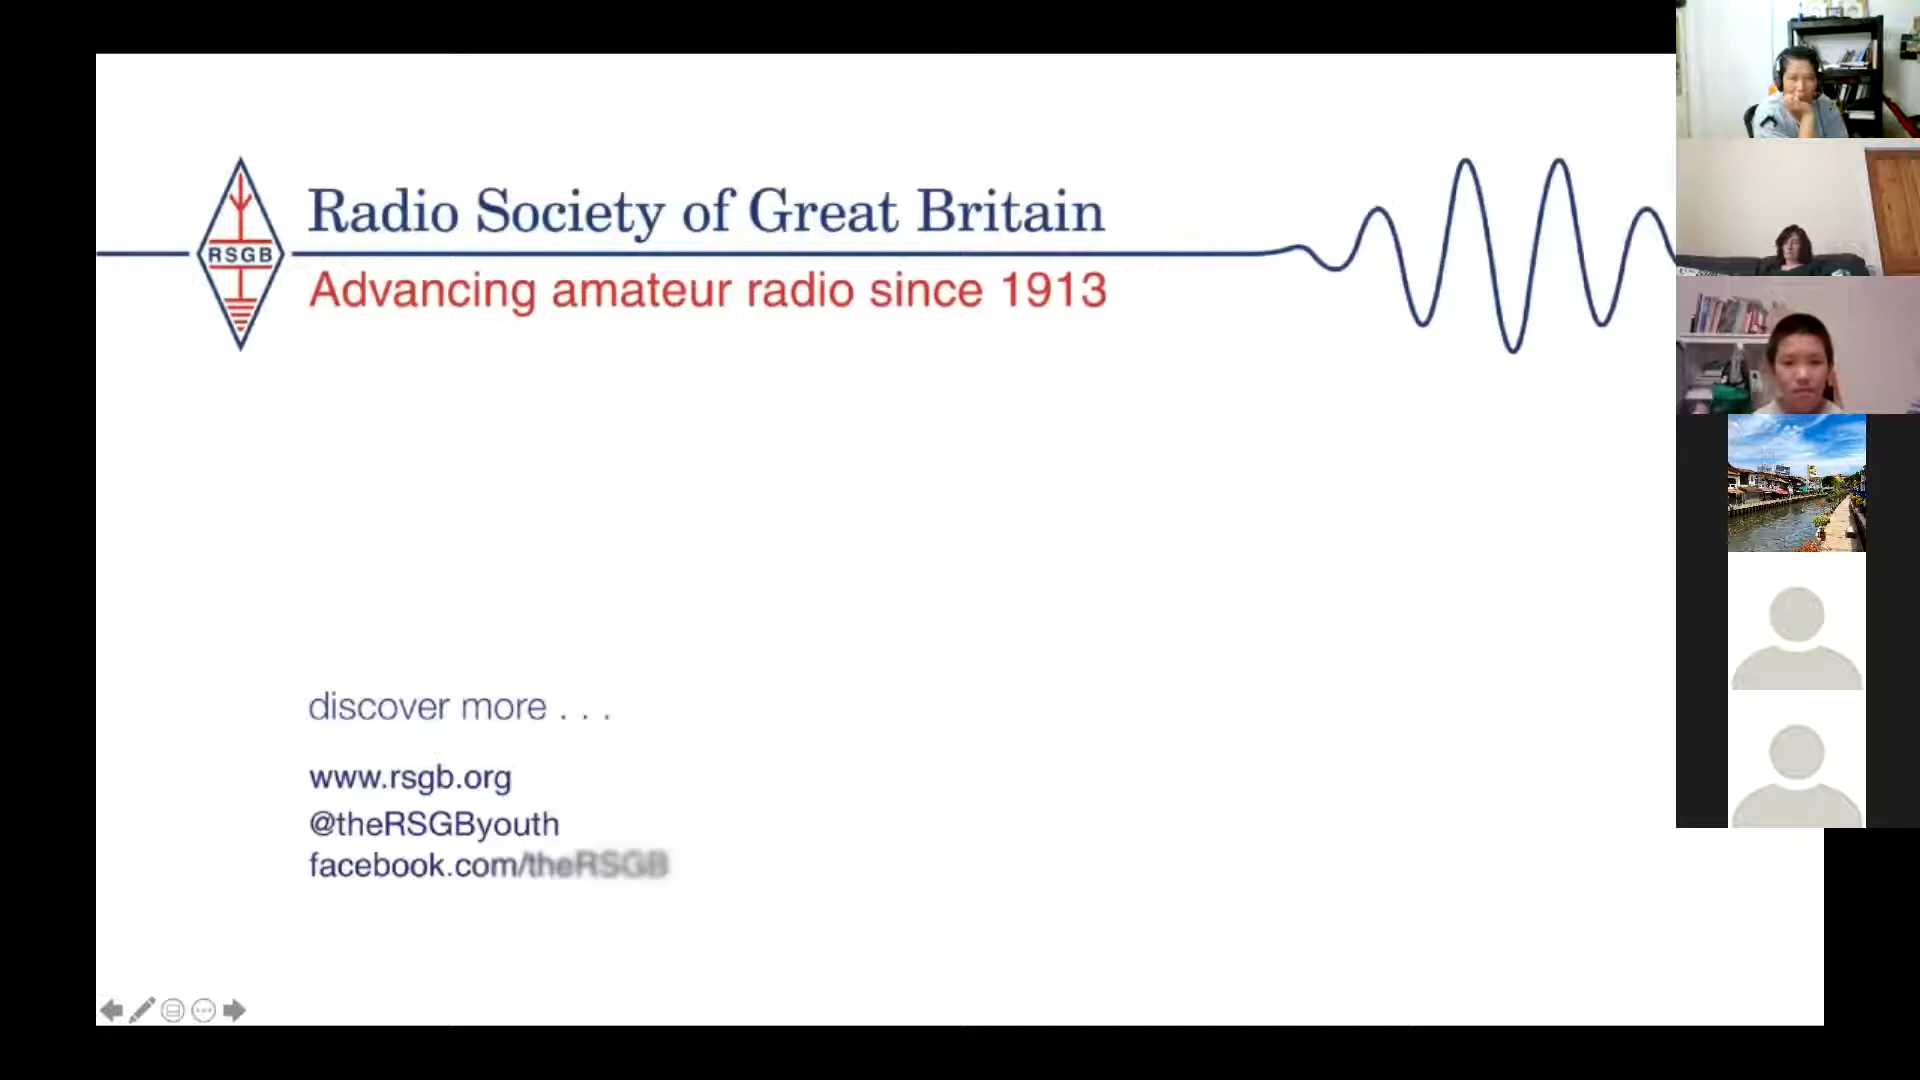 Radio Society of Great Britain
RSGB
Advancing amateur radio since 1913
discover more . . .
www.rsgb.org
@theRSGByouth
facebook.com/theRSGB